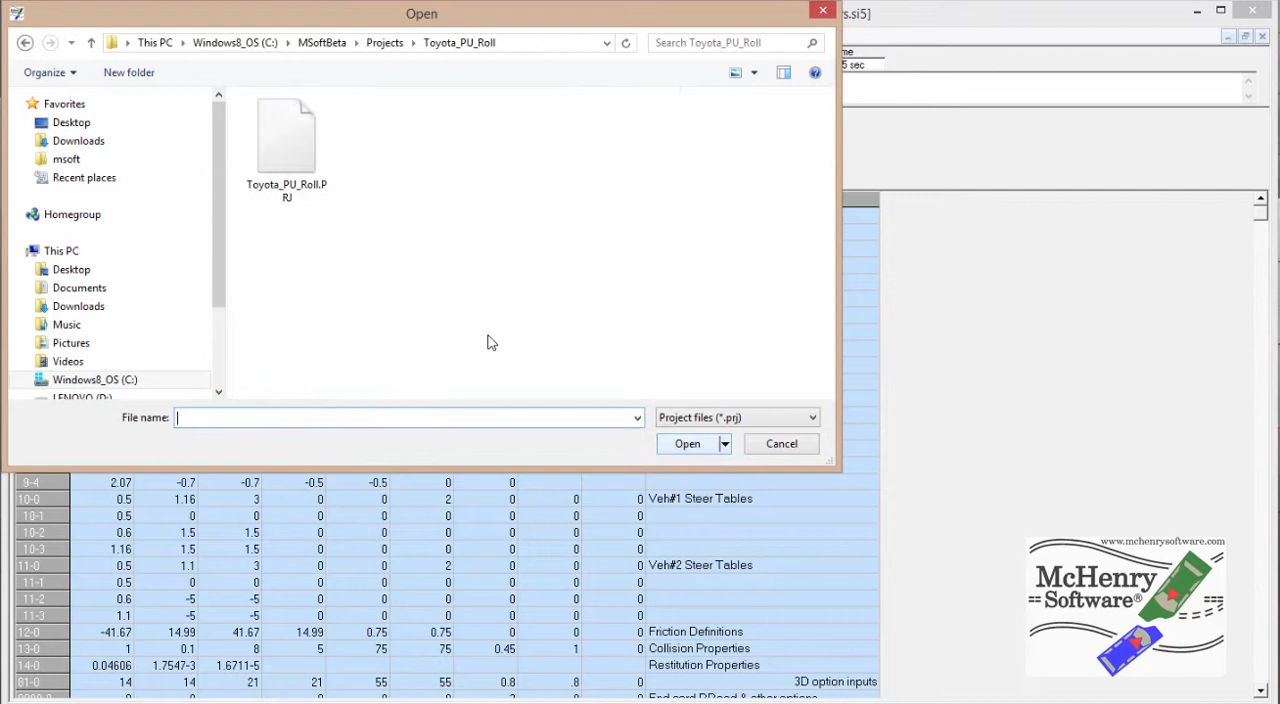 Open
rs.si5]
This PC
Windows8_OS (C:)
MSoftBeta
Projects
Toyota_PU_Roll
Search Toyota_PU_Roll
me
5 sec
Organize
New folder
Favorites
Desktop
Downloads
msoft
Recent places
Homegroup
This PC
Desktop
Documents
Downloads
Music
Pictures
Videos
Windows8_OS (C:)
LENOVO (D:)
Toyota_PU_Roll.P
RJ
File name:
Project files (*.prj)
Open
Cancel
9-4 2.07 -0.7 -0.7 -0.5 -0.5 0 0
10-0 0.5 1.16 3 0 0 2 0 0 0 Veh#1 Steer Tables
10-1 0.5 0 0 0 0 0 0 0 0
10-2 0.6 1.5 1.5 0 0 0 0 0 0
10-3 1.16 1.5 1.5 0 0 0 0 0 0
11-0 0.5 1.1 3 0 0 2 0 0 0 Veh#2 Steer Tables
11-1 0.5 0 0 0 0 0 0 0 0
11-2 0.6 -5 -5 0 0 0 0 0 0
11-3 1.1 -5 -5 0 0 0 0 0 0
12-0 -41.67 14.99 41.67 14.99 0.75 0.75 0 0 0 Friction Definitions
13-0 1 0.1 8 5 75 75 0.45 1 0 Collision Properties
14-0 0.04606 1.7547-3 1.6711-5 Restitution Properties
81-0 14 14 21 21 55 55 0.8 .8 0 3D option inputs
www.mchenrysoftware.com
McHenry
Software®